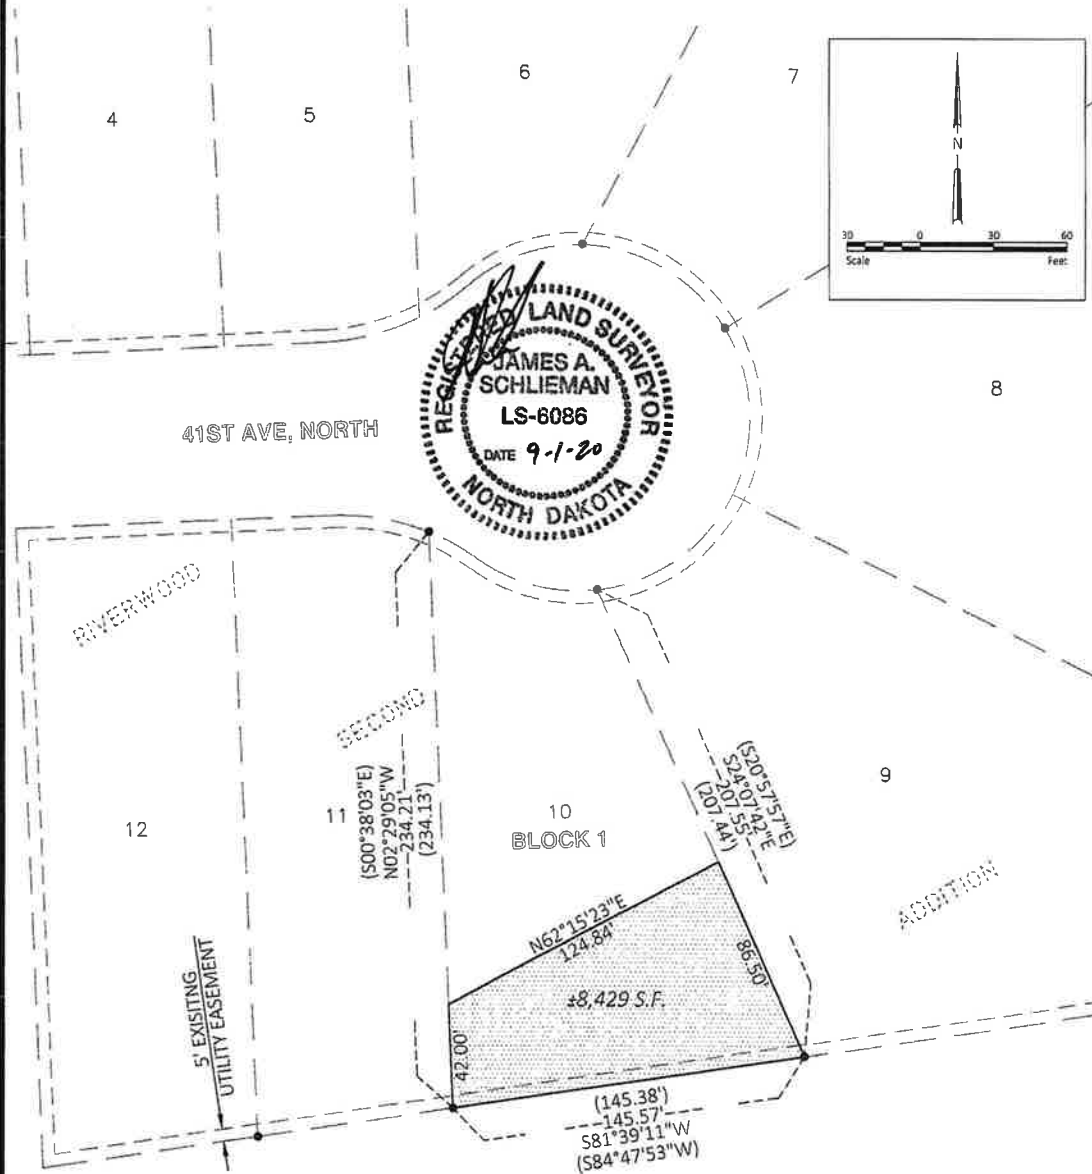 4
5
6
7
N
30 0 30 60
Scale Feet
REGISTERED LAND SURVEYOR
JAMES A.
SCHLIEMAN
LS-6086
DATE 9-1-20
NORTH DAKOTA
8
41ST AVE, NORTH
RIVERWOOD
SECOND
ADDITION
12
11
(S00°38'03"E)
N02°29'05"W
234.21'
(234.13')
10
BLOCK 1
(S20°57'57"E)
S24°07'42"E
207.55'
(207.44')
9
N62°15'23"E
124.84'
86.50'
±8,429 S.F.
42.00'
5' EXISITNG
UTILITY EASEMENT
(145.38')
145.57'
S81°39'11"W
(S84°47'53"W)